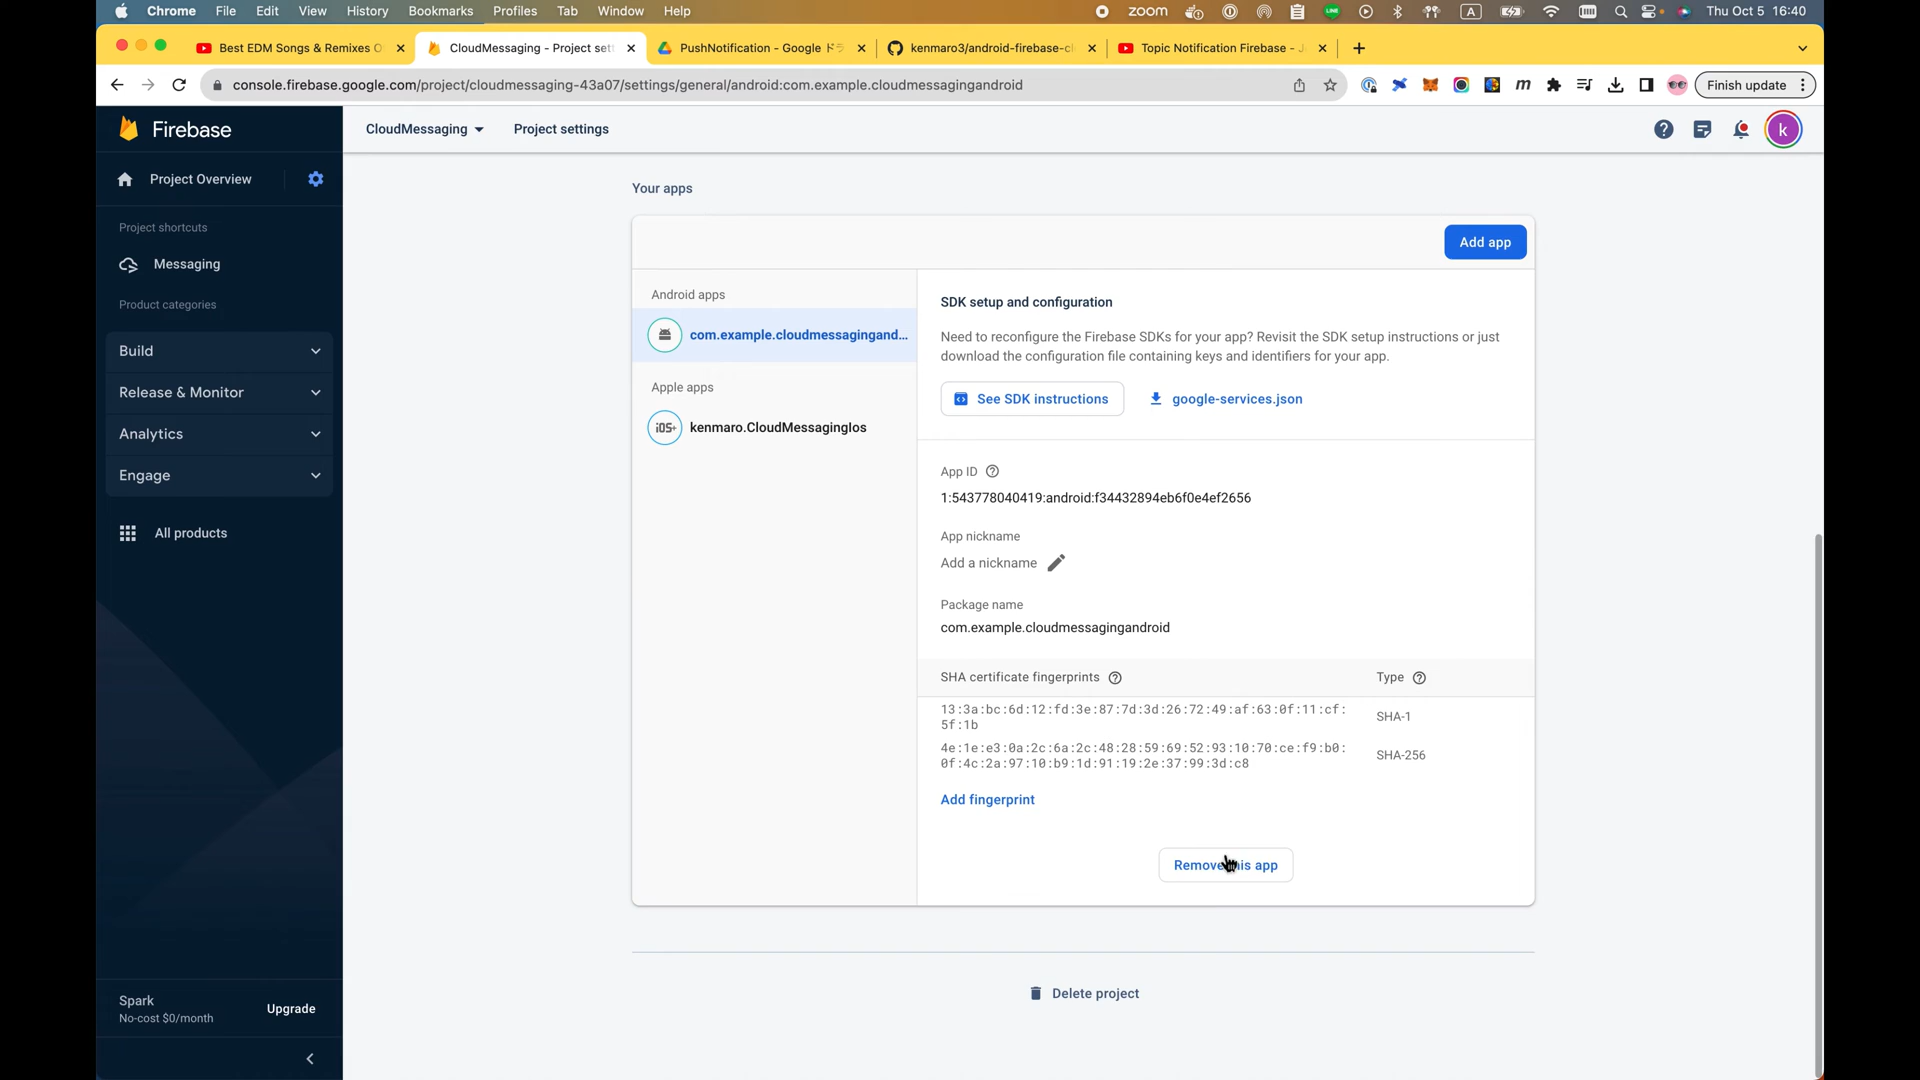 Chrome File Edit View History Bookmarks Profiles Tab Window Help zoom LINE A Thu Oct 5 16:40
Best EDM Songs & Remixes O CloudMessaging - Project sett PushNotification - Google ドラ kenmaro3/android-firebase-cl Topic Notification Firebase - J
console.firebase.google.com/project/cloudmessaging-43a07/settings/general/android:com.example.cloudmessagingandroid m Finish update
Firebase CloudMessaging Project settings k
Project Overview
Project shortcuts
Messaging
Product categories
Build
Release & Monitor
Analytics
Engage
All products
Spark
No-cost $0/month
Upgrade
Your apps
Add app
Android apps
com.example.cloudmessagingand...
Apple apps
iOS+ kenmaro.CloudMessagingIos
SDK setup and configuration
Need to reconfigure the Firebase SDKs for your app? Revisit the SDK setup instructions or just
download the configuration file containing keys and identifiers for your app.
See SDK instructions google-services.json
App ID
1:543778040419:android:f34432894eb6f0e4ef2656
App nickname
Add a nickname
Package name
com.example.cloudmessagingandroid
SHA certificate fingerprints Type
13:3a:bc:6d:12:fd:3e:87:7d:3d:26:72:49:af:63:0f:11:cf:
5f:1b
SHA-1
4e:1e:e3:0a:2c:6a:2c:48:28:59:69:52:93:10:70:ce:f9:b0:
0f:4c:2a:97:10:b9:1d:91:19:2e:37:99:3d:c8
SHA-256
Add fingerprint
Remove this app
Delete project